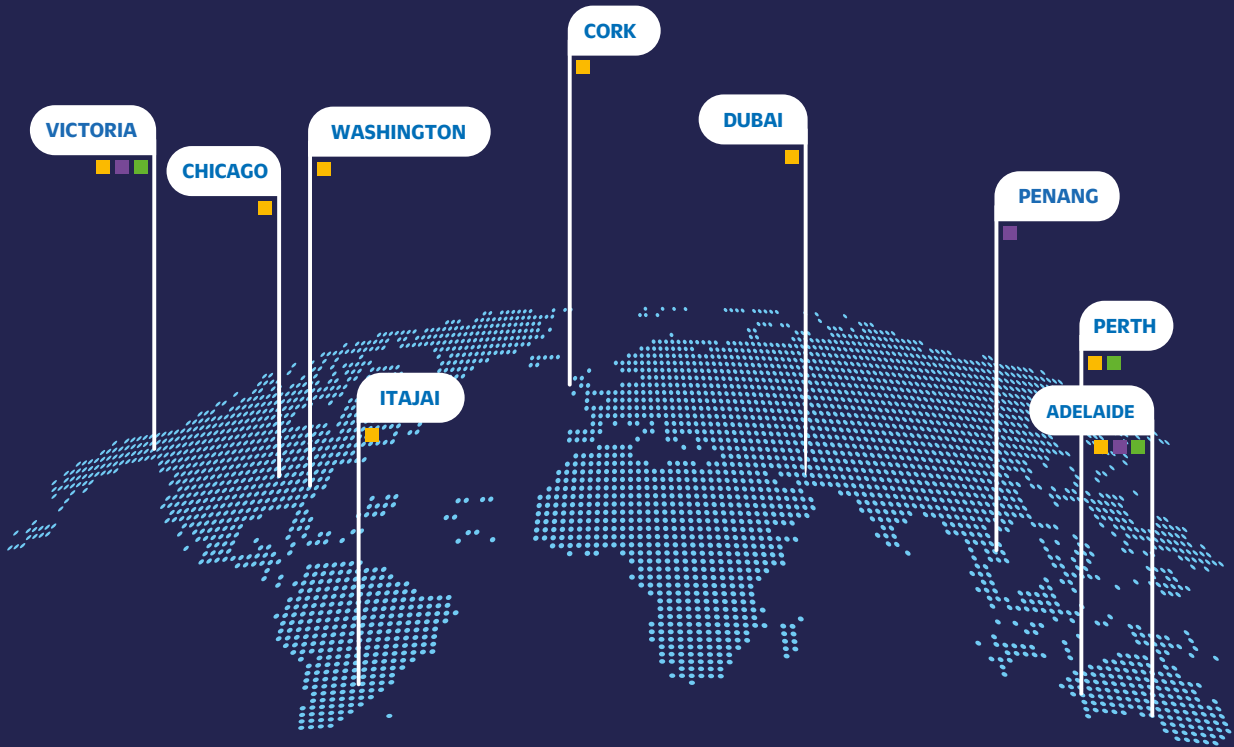 CORK
VICTORIA
WASHINGTON
DUBAI
CHICAGO
PENANG
PERTH
ITAJAI
ADELAIDE